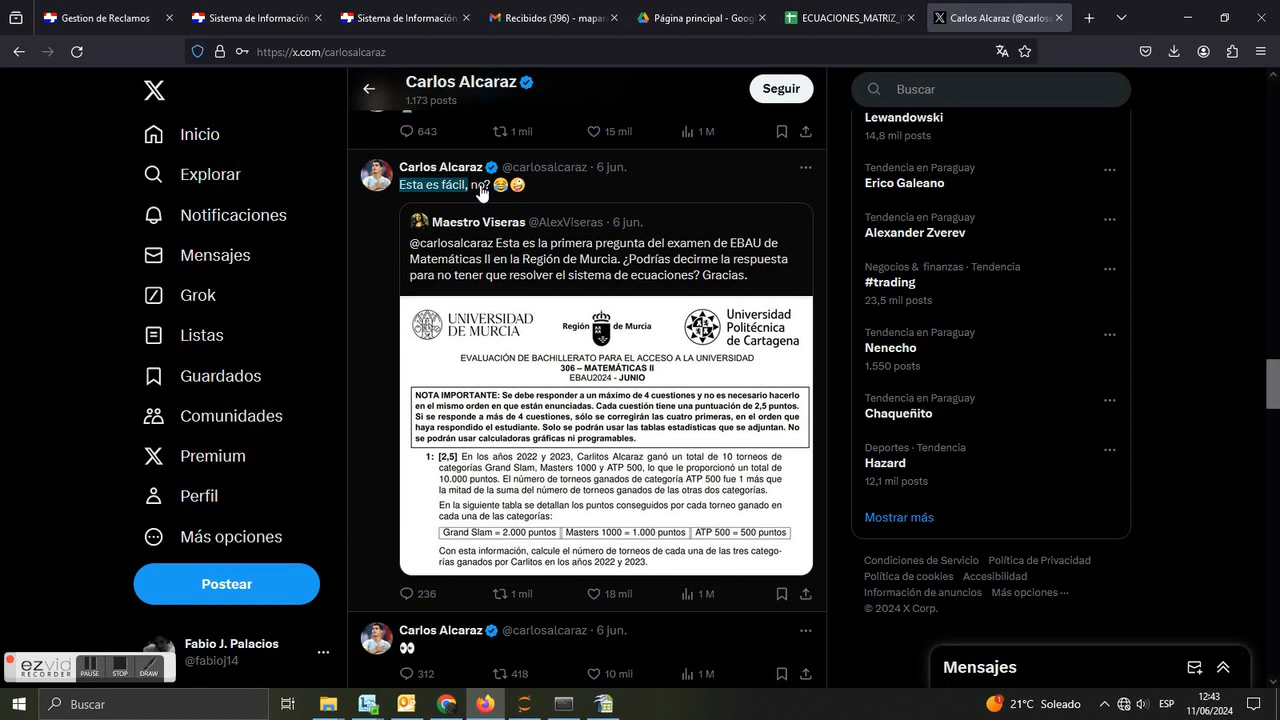 Gestion de Reclamos
Sistema de Información
Sistema de Información
Recibidos (396) - mapar
Página principal - Goog
ECUACIONES_MATRIZ_I
Carlos Alcaraz (@carlosa
https://x.com/carlosalcaraz
Inicio
Explorar
Notificaciones
Mensajes
Grok
Listas
Guardados
Comunidades
Premium
Perfil
Más opciones
Postear
Fabio J. Palacios
@fabioj14
ezvid
RECORDER
PAUSE
STOP
DRAW
Carlos Alcaraz
1.173 posts
Seguir
643
1 mil
15 mil
1 M
Carlos Alcaraz @carlosalcaraz · 6 jun.
Esta es fácil, no? 😂🤪
Maestro Viseras @AlexViseras · 6 jun.
@carlosalcaraz Esta es la primera pregunta del examen de EBAU de
Matemáticas II en la Región de Murcia. ¿Podrías decirme la respuesta
para no tener que resolver el sistema de ecuaciones? Gracias.
UNIVERSIDAD
DE MURCIA
Región de Murcia
Universidad
Politécnica
de Cartagena
EVALUACIÓN DE BACHILLERATO PARA EL ACCESO A LA UNIVERSIDAD
306 – MATEMÁTICAS II
EBAU2024 - JUNIO
NOTA IMPORTANTE: Se debe responder a un máximo de 4 cuestiones y no es necesario hacerlo
en el mismo orden en que están enunciadas. Cada cuestión tiene una puntuación de 2,5 puntos.
Si se responde a más de 4 cuestiones, sólo se corregirán las cuatro primeras, en el orden que
haya respondido el estudiante. Solo se podrán usar las tablas estadísticas que se adjuntan. No
se podrán usar calculadoras gráficas ni programables.
1: [2,5] En los años 2022 y 2023, Carlitos Alcaraz ganó un total de 10 torneos de
categorías Grand Slam, Masters 1000 y ATP 500, lo que le proporcionó un total de
10.000 puntos. El número de torneos ganados de categoría ATP 500 fue 1 más que
la mitad de la suma del número de torneos ganados de las otras dos categorías.
En la siguiente tabla se detallan los puntos conseguidos por cada torneo ganado en
cada una de las categorías:
Grand Slam = 2.000 puntos Masters 1000 = 1.000 puntos ATP 500 = 500 puntos
Con esta información, calcule el número de torneos de cada una de las tres catego-
rías ganados por Carlitos en los años 2022 y 2023.
236
1 mil
18 mil
1 M
Carlos Alcaraz @carlosalcaraz · 6 jun.
👀
312
418
10 mil
1 M
Buscar
Lewandowski
14,8 mil posts
Tendencia en Paraguay
Erico Galeano
Tendencia en Paraguay
Alexander Zverev
Negocios & finanzas · Tendencia
#trading
23,5 mil posts
Tendencia en Paraguay
Nenecho
1.550 posts
Tendencia en Paraguay
Chaqueñito
Deportes · Tendencia
Hazard
12,1 mil posts
Mostrar más
Condiciones de Servicio Política de Privacidad
Política de cookies Accesibilidad
Información de anuncios Más opciones ···
© 2024 X Corp.
Mensajes
Buscar
21°C Soleado
ESP
12:43
11/06/2024